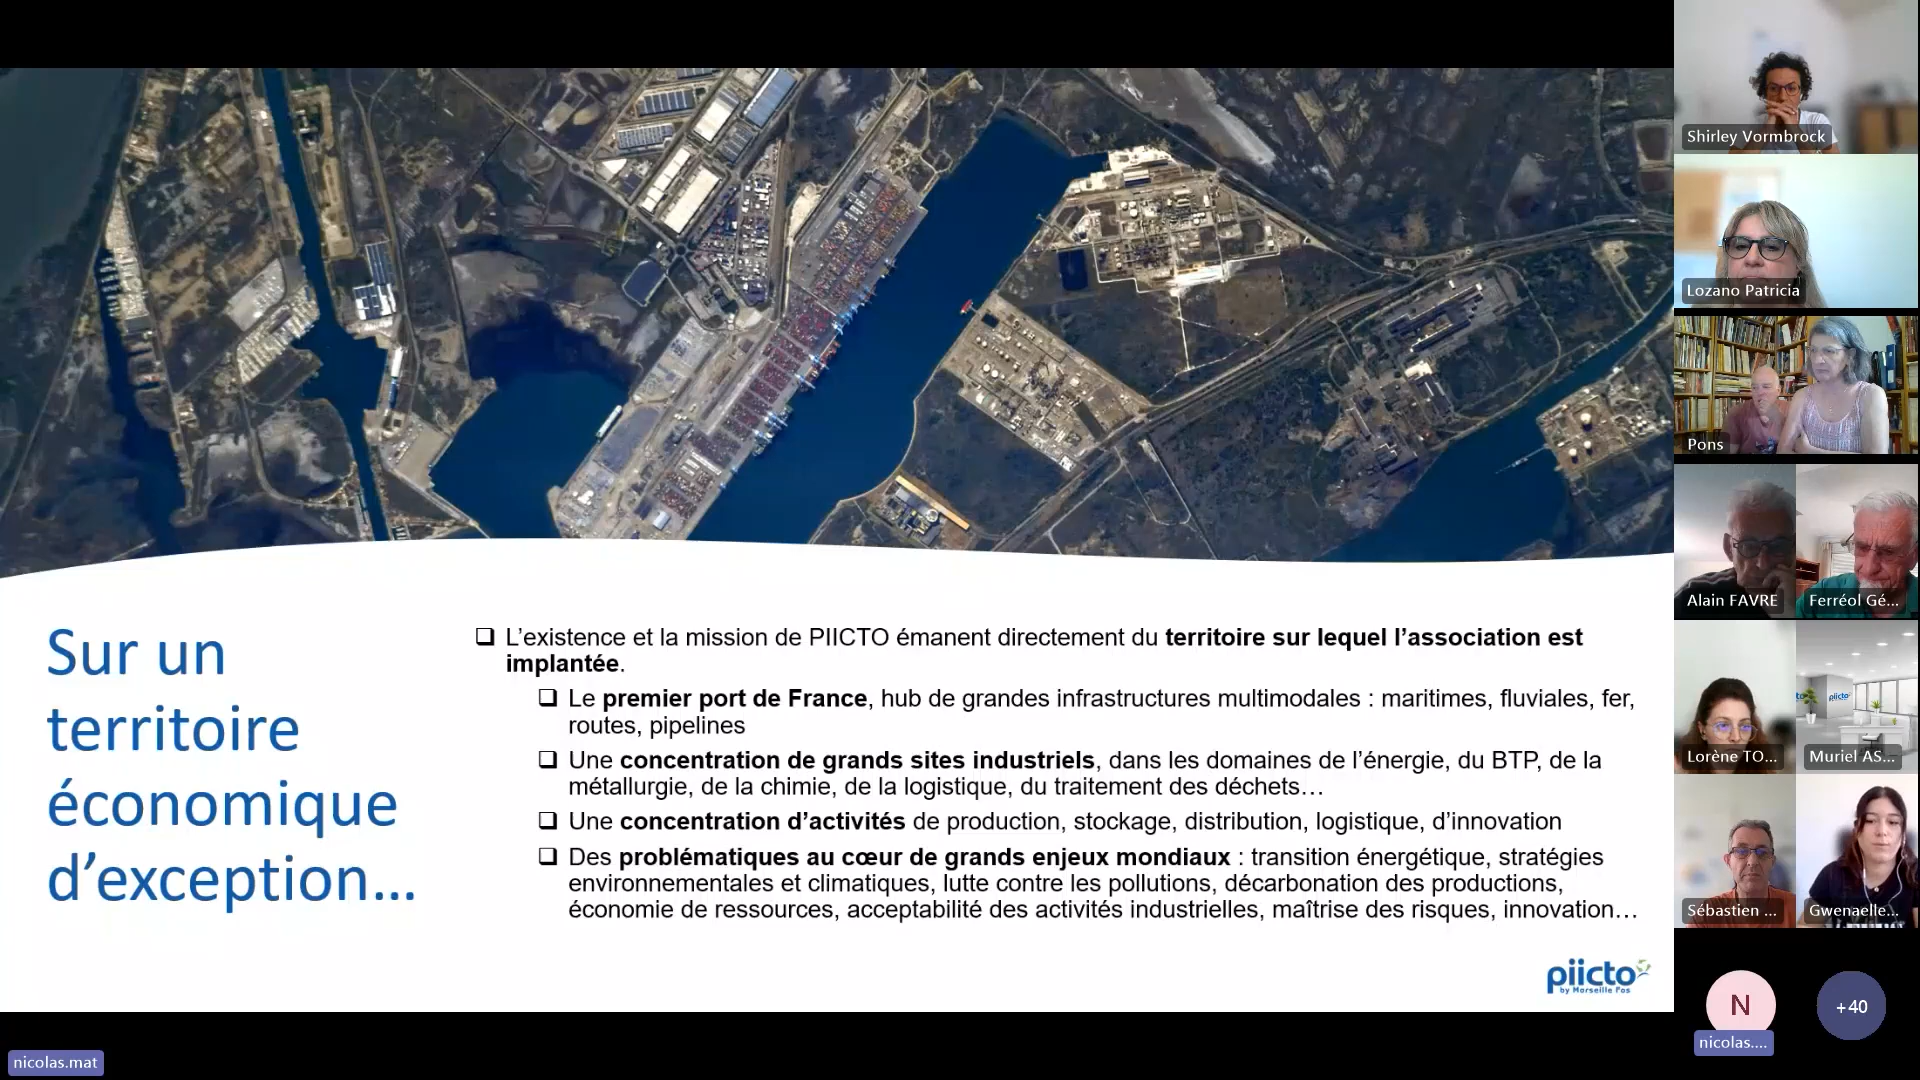 Sur un
territoire
économique
d’exception…
❑ L’existence et la mission de PIICTO émanent directement du territoire sur lequel l’association est
implantée.
❑ Le premier port de France, hub de grandes infrastructures multimodales : maritimes, fluviales, fer,
routes, pipelines
❑ Une concentration de grands sites industriels, dans les domaines de l’énergie, du BTP, de la
métallurgie, de la chimie, de la logistique, du traitement des déchets…
❑ Une concentration d’activités de production, stockage, distribution, logistique, d’innovation
❑ Des problématiques au cœur de grands enjeux mondiaux : transition énergétique, stratégies
environnementales et climatiques, lutte contre les pollutions, décarbonation des productions,
économie de ressources, acceptabilité des activités industrielles, maîtrise des risques, innovation…
piicto
by Marseille Fos
nicolas.mat
Shirley Vormbrock
Lozano Patricia
Pons
Alain FAVRE
Ferréol Gé...
Lorène TO...
piicto
Muriel AS...
Sébastien ...
Gwenaelle...
N
nicolas....
+40